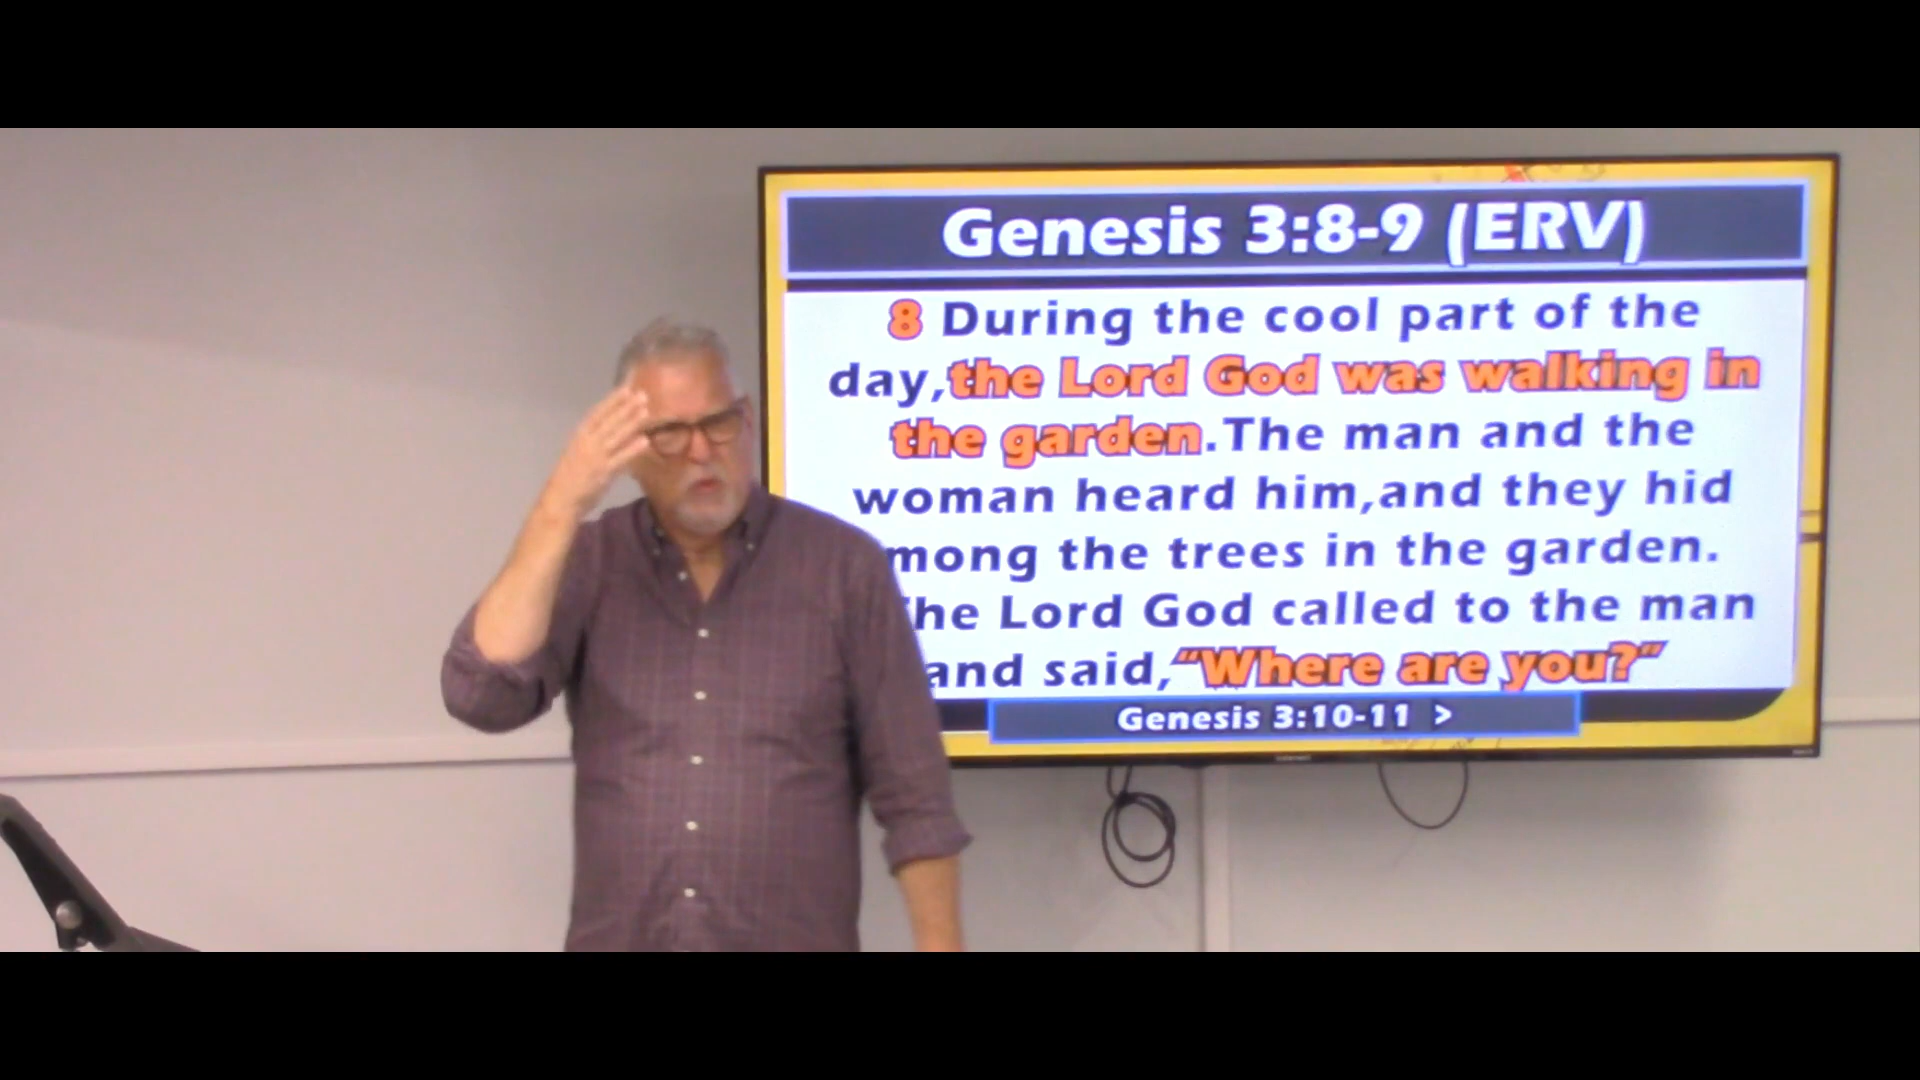 Genesis 3:8-9 (ERV)
8 During the cool part of the
day,the Lord God was walking in
the garden.The man and the
woman heard him,and they hid
mong the trees in the garden.
he Lord God called to the man
and said,“Where are you?”
Genesis 3:10-11 >